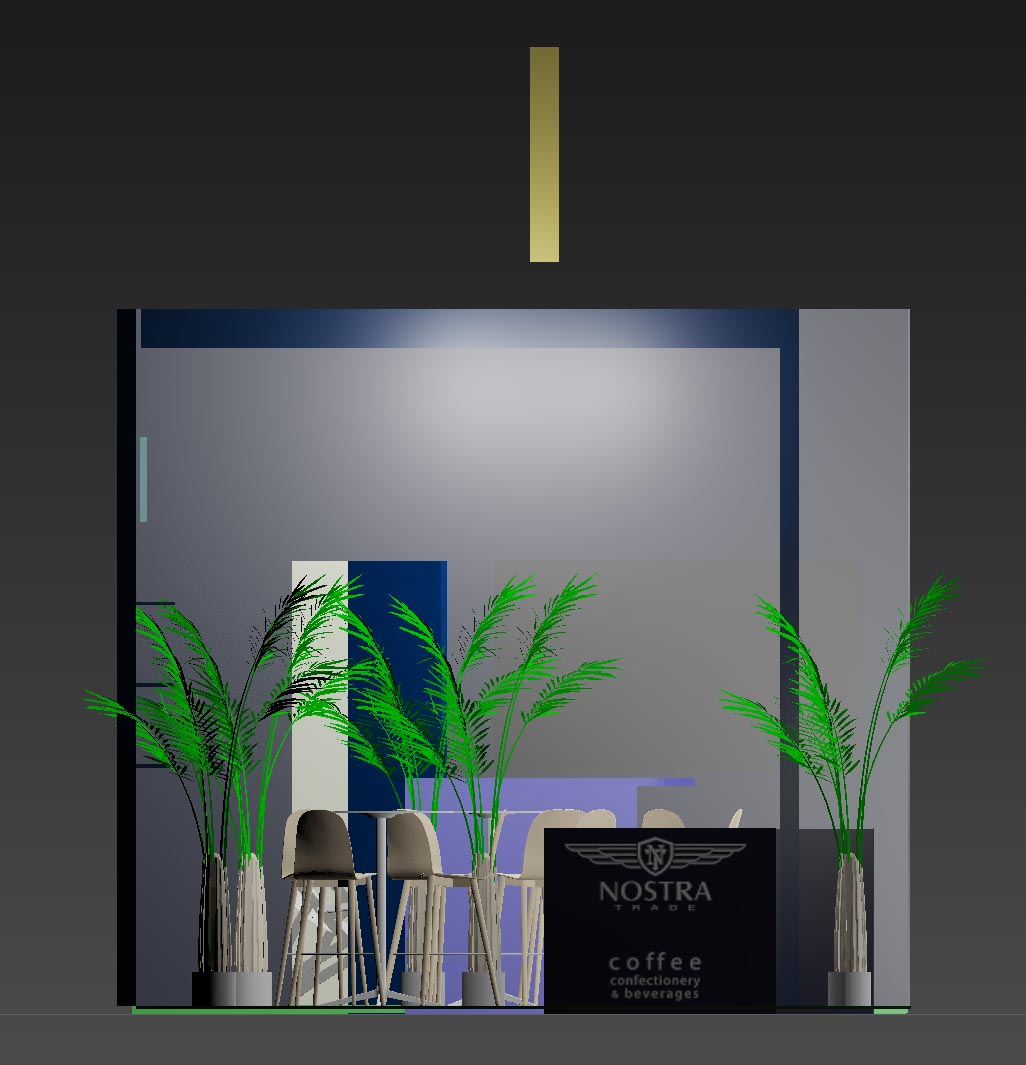 N
NOSTRA
TRADE
coffee
confectionery
& beverages